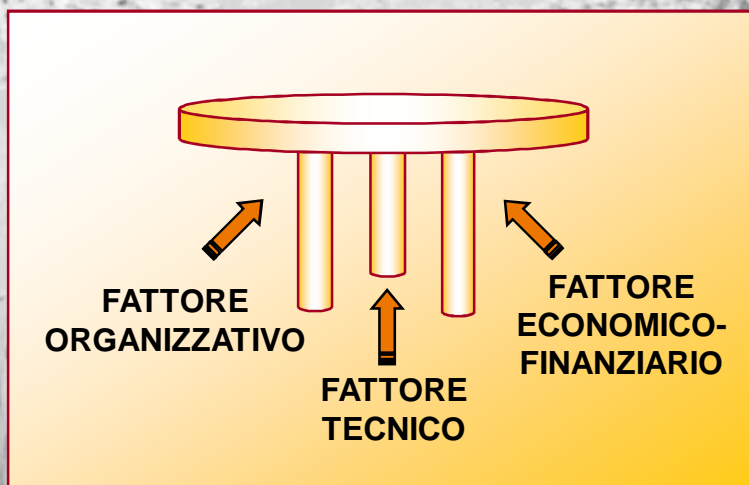 FATTORE
ORGANIZZATIVO
FATTORE
TECNICO
FATTORE
ECONOMICO-
FINANZIARIO